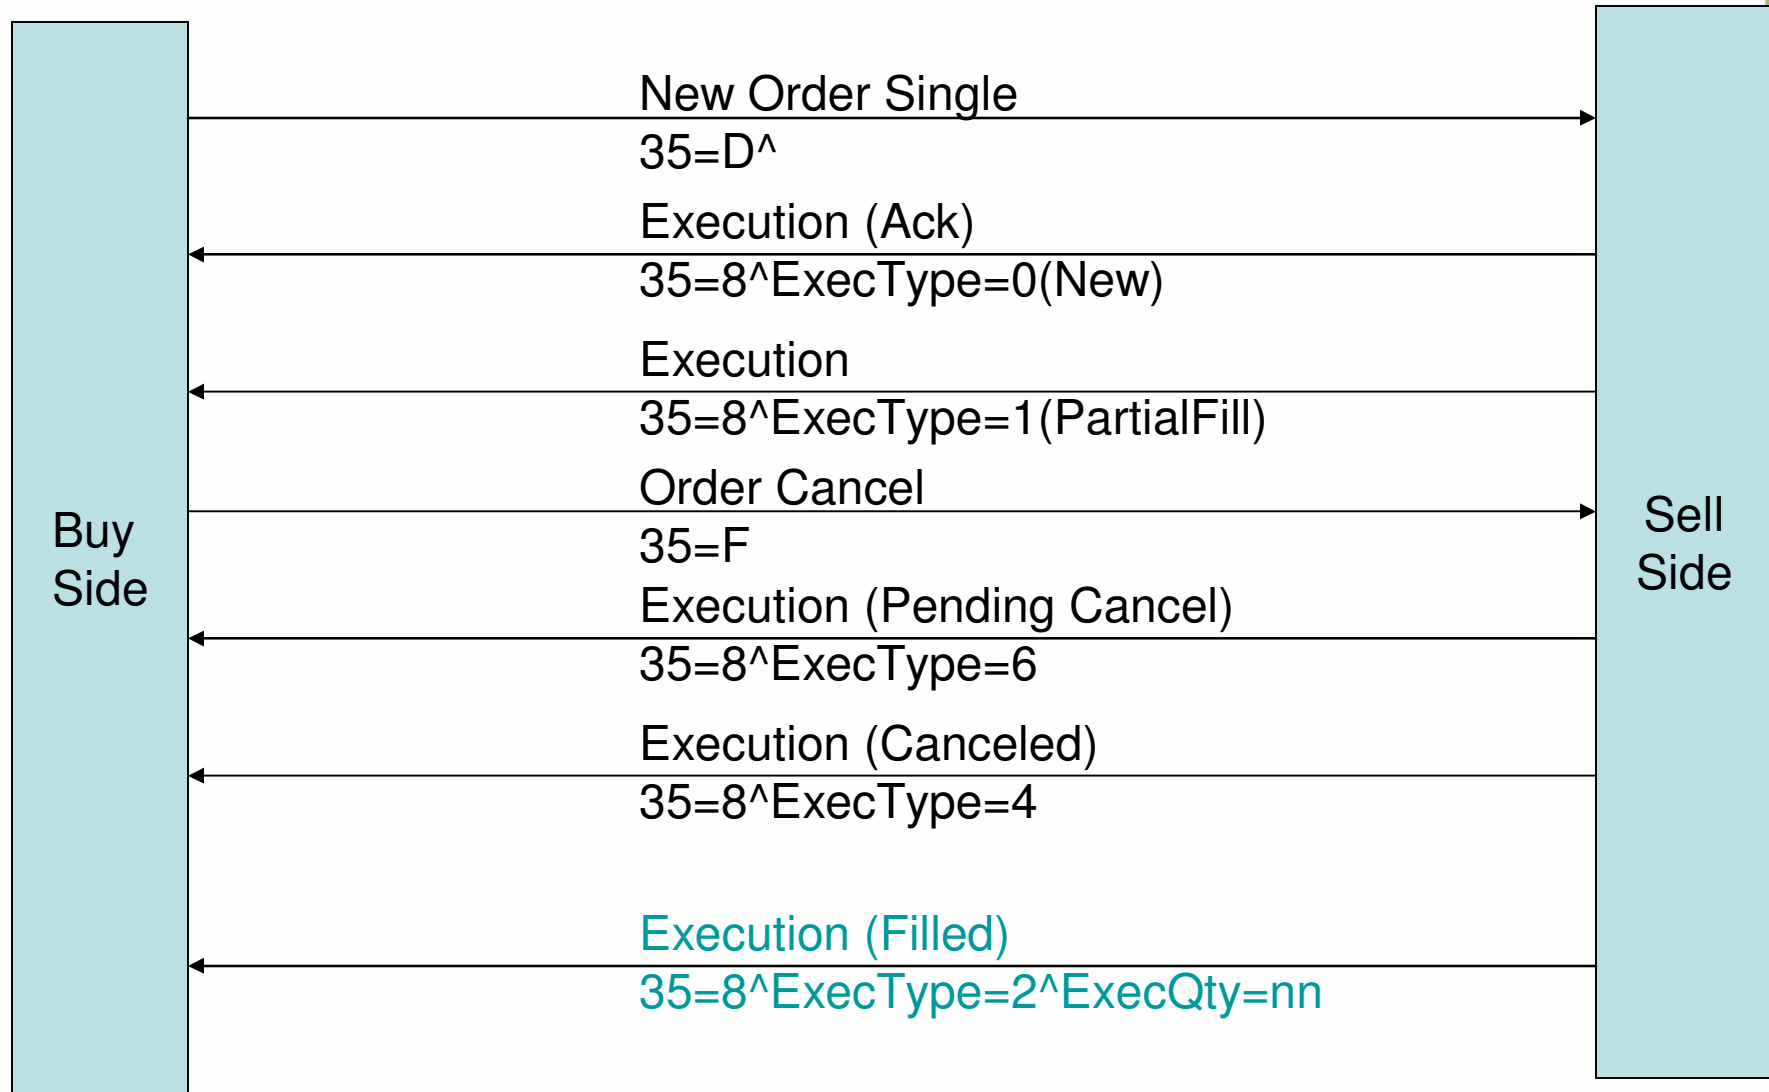 New Order Single
35=D^
Execution (Ack)
35=8^ExecType=0(New)
Execution
35=8^ExecType=1(PartialFill)
Order Cancel
35=F
Buy
Side
Sell
Side
Execution (Pending Cancel)
35=8^ExecType=6
Execution (Canceled)
35=8^ExecType=4
Execution (Filled)
35=8^ExecType=2^ExecQty=nn